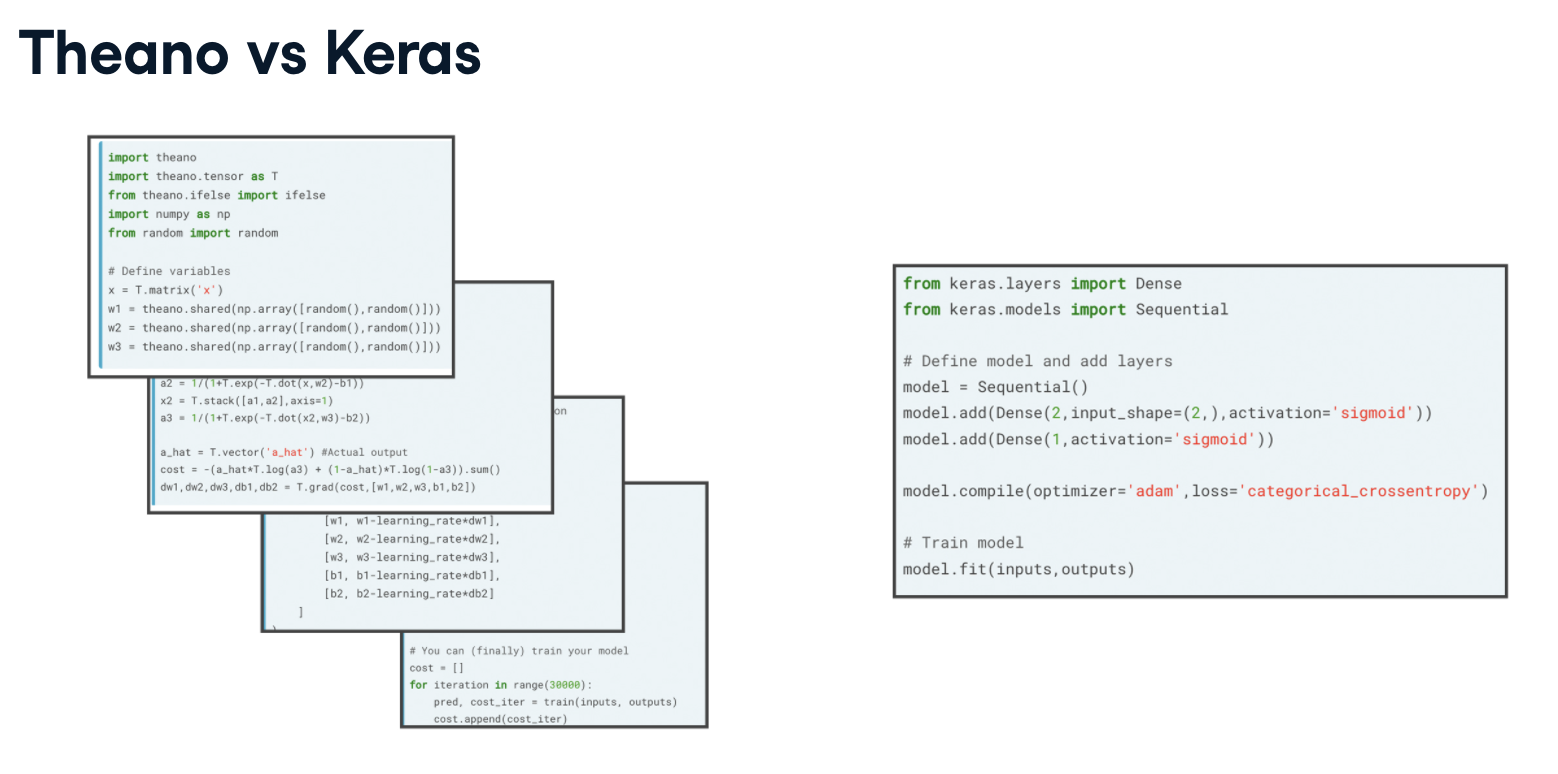 Theano vs Keras
import theano
import theano.tensor as T
from theano.ifelse import ifelse
import numpy as np
from random import random
# Define variables
x = T.matrix('x')
w1 = theano.shared(np.array([random(),random()]))
w2 = theano.shared(np.array([random(),random()]))
w3 = theano.shared(np.array([random(),random()]))
a2 = 1/(1+T.exp(-T.dot(x,w2)-b1))
x2 = T.stack([a1,a2],axis=1)
a3 = 1/(1+T.exp(-T.dot(x2,w3)-b2))
a_hat = T.vector('a_hat') #Actual output
cost = -(a_hat*T.log(a3) + (1-a_hat)*T.log(1-a3)).sum()
dw1,dw2,dw3,db1,db2 = T.grad(cost,[w1,w2,w3,b1,b2])
on
[w1, w1-learning_rate*dw1],
[w2, w2-learning_rate*dw2],
[w3, w3-learning_rate*dw3],
[b1, b1-learning_rate*db1],
[b2, b2-learning_rate*db2]
]
# You can (finally) train your model
cost = []
for iteration in range(30000):
pred, cost_iter = train(inputs, outputs)
cost.append(cost_iter)
from keras.layers import Dense
from keras.models import Sequential
# Define model and add layers
model = Sequential()
model.add(Dense(2,input_shape=(2,),activation='sigmoid'))
model.add(Dense(1,activation='sigmoid'))
model.compile(optimizer='adam',loss='categorical_crossentropy')
# Train model
model.fit(inputs,outputs)